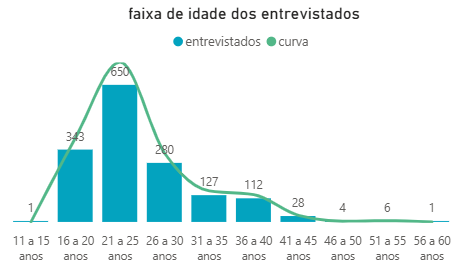 faixa de idade dos entrevistados
entrevistados curva
650
343
280
127
112
28
1
4
6
1
11 a 15 16 a 20 21 a 25 26 a 30 31 a 35 36 a 40 41 a 45 46 a 50 51 a 55 56 a 60
anos anos anos anos anos anos anos anos anos anos